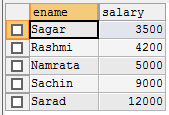 ename salary
Sagar 3500
Rashmi 4200
Namrata 5000
Sachin 9000
Sarad 12000